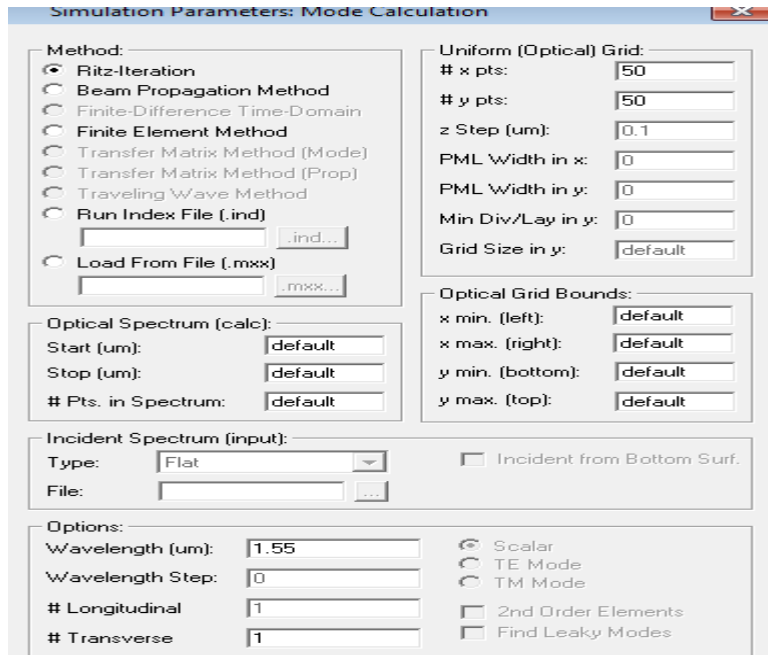 Simulation Parameters: Mode Calculation
Method:
Ritz-Iteration
Beam Propagation Method
Finite-Difference Time-Domain
Finite Element Method
Transfer Matrix Method (Mode)
Transfer Matrix Method (Prop)
Traveling Wave Method
Run Index File (.ind)
.ind...
Load From File (.mxx)
.mxx...
Uniform (Optical) Grid:
# x pts: 50
# y pts: 50
z Step (um): 0.1
PML Width in x: 0
PML Width in y: 0
Min Div/Lay in y: 0
Grid Size in y: default
Optical Spectrum (calc):
Start (um): default
Stop (um): default
# Pts. in Spectrum: default
Optical Grid Bounds:
x min. (left): default
x max. (right): default
y min. (bottom): default
y max. (top): default
Incident Spectrum (input):
Type: Flat
Incident from Bottom Surf.
File: ...
Options:
Wavelength (um): 1.55
Wavelength Step: 0
# Longitudinal 1
# Transverse 1
Scalar
TE Mode
TM Mode
2nd Order Elements
Find Leaky Modes